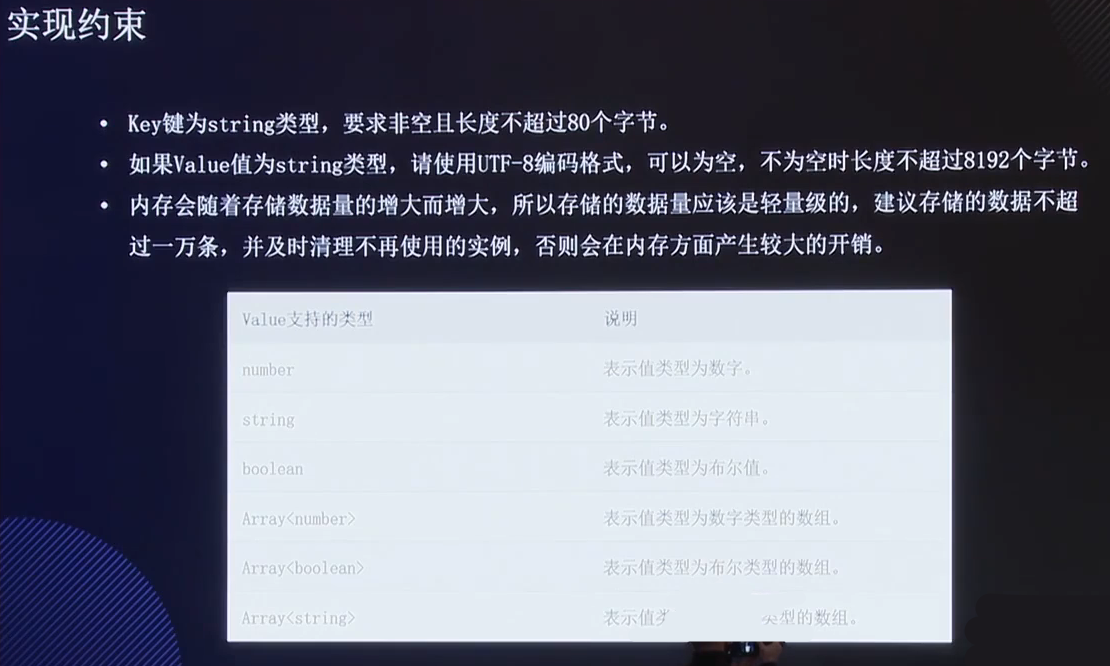 实现约束
• Key键为string类型，要求非空且长度不超过80个字节。
• 如果Value值为string类型，请使用UTF-8编码格式，可以为空，不为空时长度不超过8192个字节。
• 内存会随着存储数据量的增大而增大，所以存储的数据量应该是轻量级的，建议存储的数据不超
过一万条，并及时清理不再使用的实例，否则会在内存方面产生较大的开销。
Value支持的类型 说明
number 表示值类型为数字。
string 表示值类型为字符串。
boolean 表示值类型为布尔值。
Array<number> 表示值类型为数字类型的数组。
Array<boolean> 表示值类型为布尔类型的数组。
Array<string> 表示值类 类型的数组。